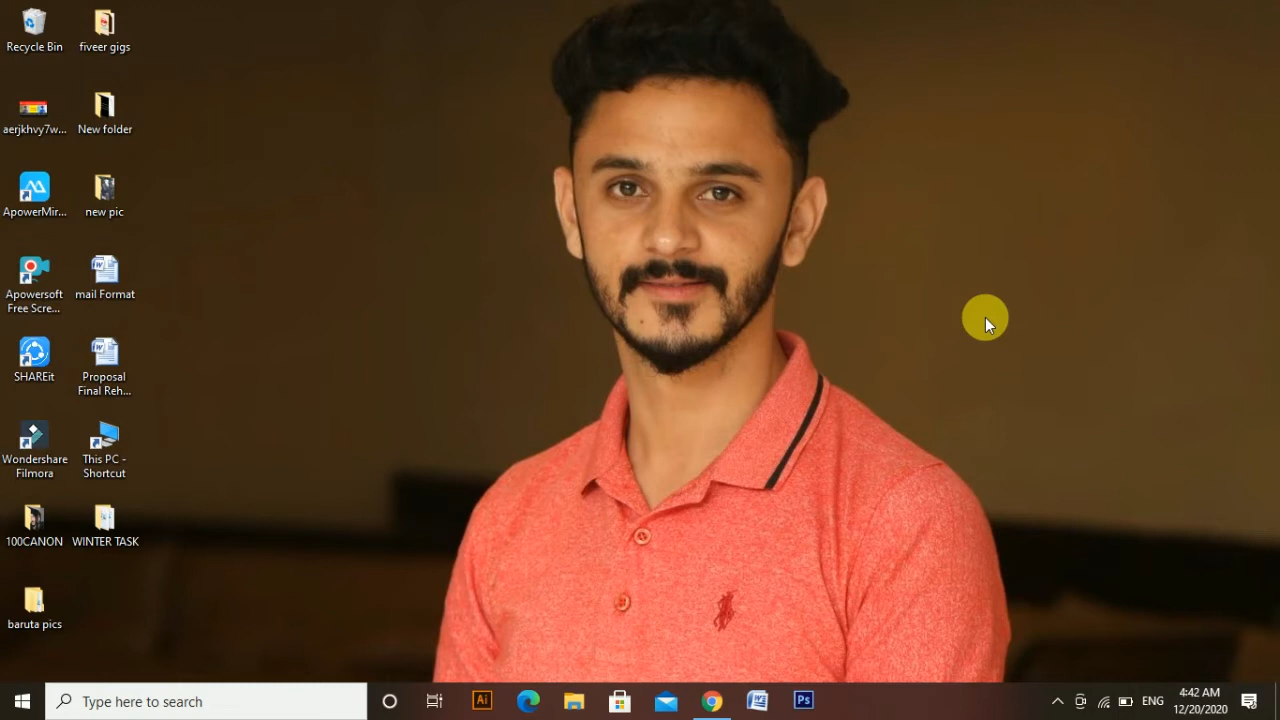 Recycle Bin
fiveer gigs
aerjkhvy7w...
New folder
ApowerMir...
new pic
Apowersoft
Free Scre...
mail Format
SHAREit
Proposal
Final Reh...
Wondershare
Filmora
This PC -
Shortcut
100CANON
WINTER TASK
baruta pics
Type here to search
Ai
Ps
ENG
4:42 AM
12/20/2020